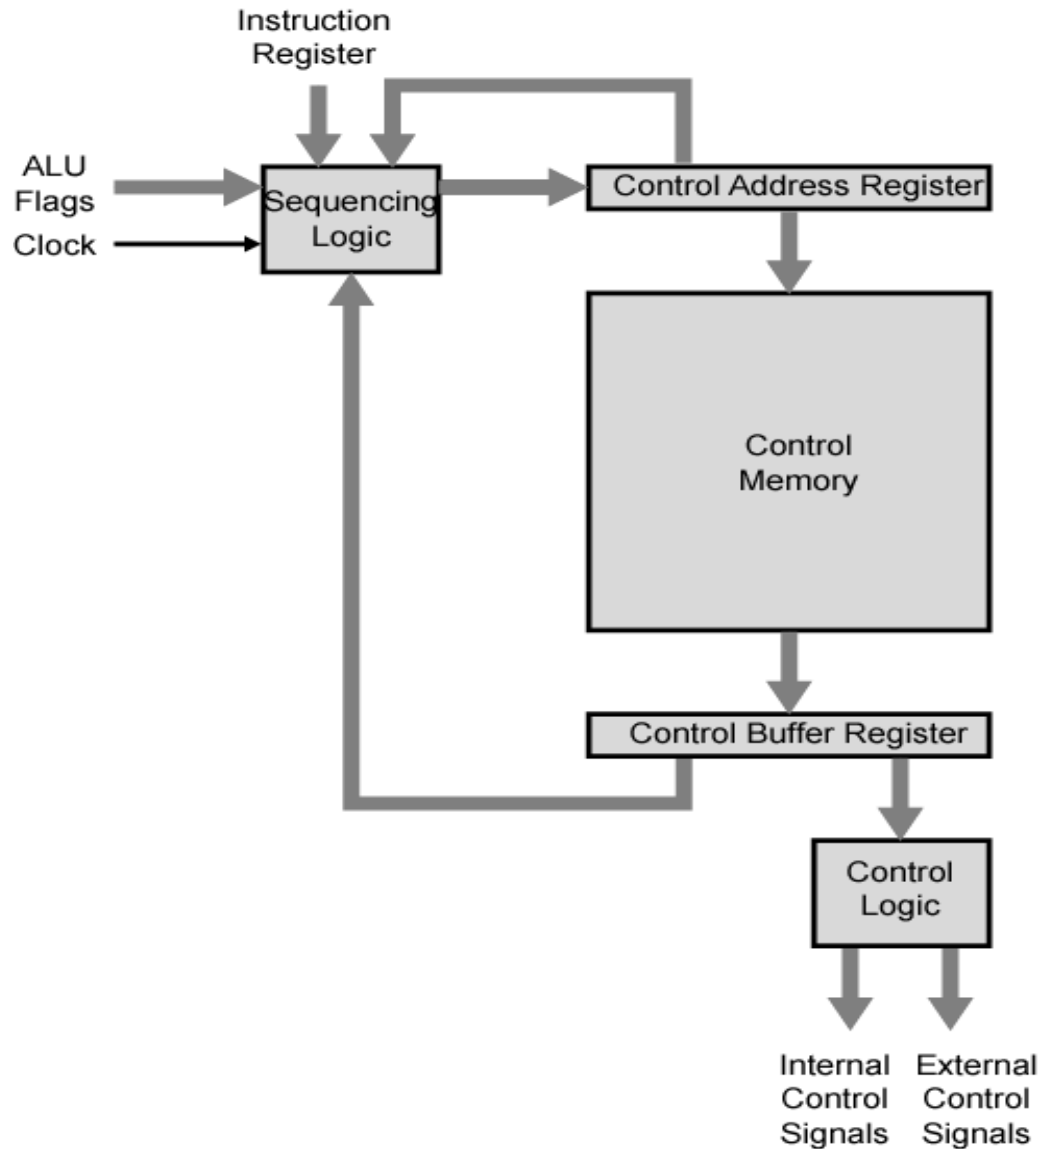 Instruction
Register
ALU
Flags
Clock
Sequencing
Logic
Control Address Register
Control
Memory
Control Buffer Register
Control
Logic
Internal
Control
Signals
External
Control
Signals